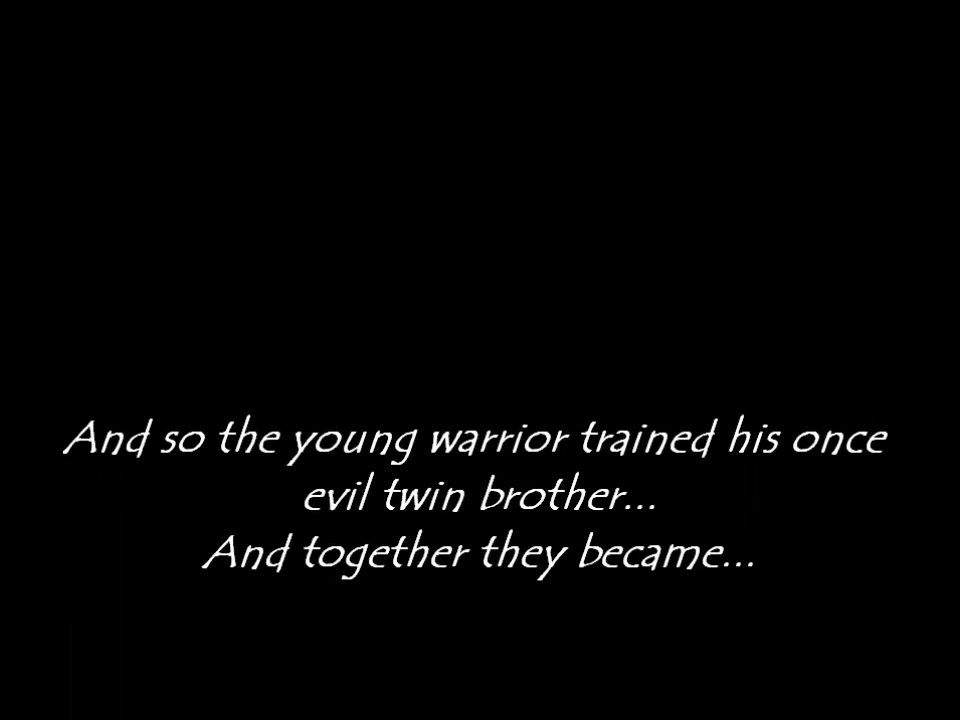 And so the young warrior trained his once
evil twin brother...
And together they became...